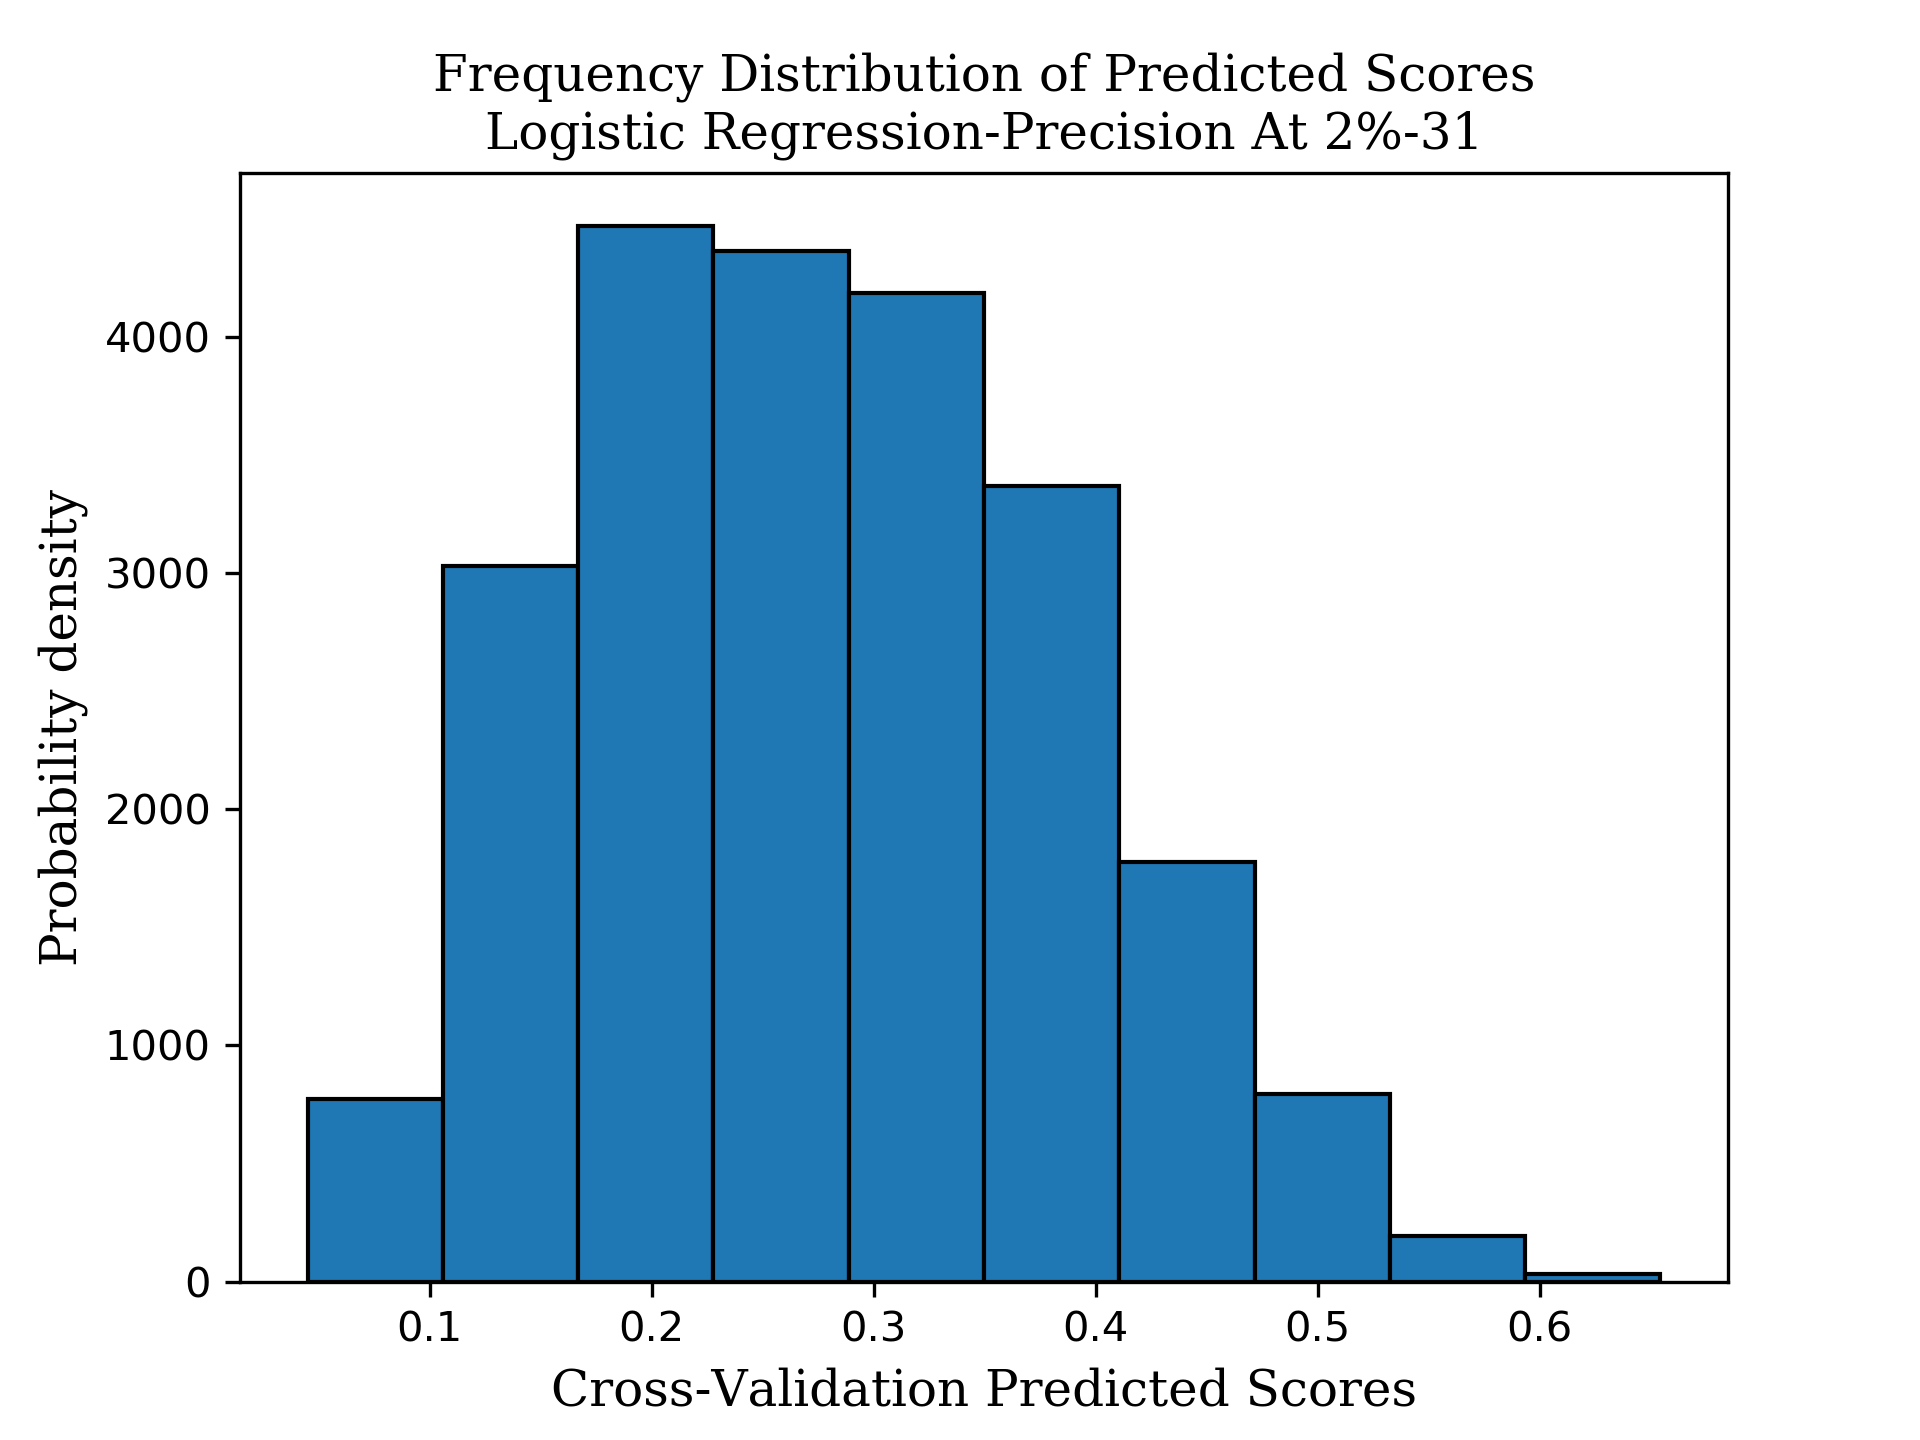 Frequency Distribution of Predicted Scores
Logistic Regression-Precision At 2%-31
Probability density
4000
3000
2000
1000
0
0.1 0.2 0.3 0.4 0.5 0.6
Cross-Validation Predicted Scores